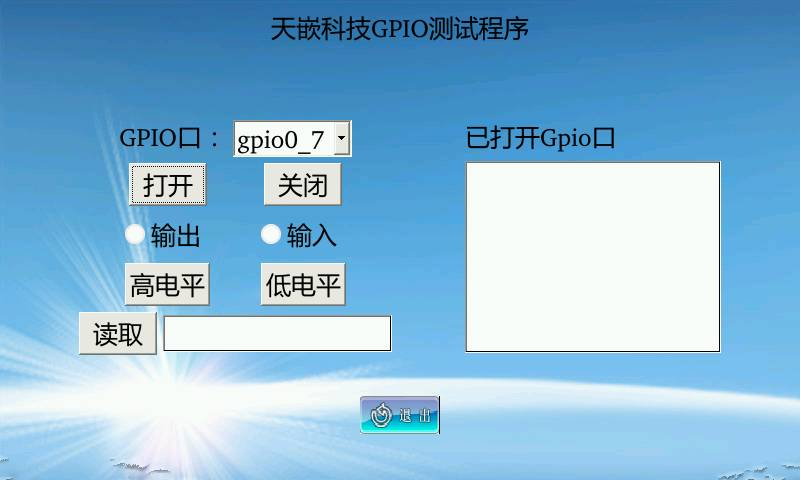 天嵌科技GPIO测试程序
GPIO口： gpio0_7
已打开Gpio口
打开 关闭
输出 输入
高电平 低电平
读取
退出